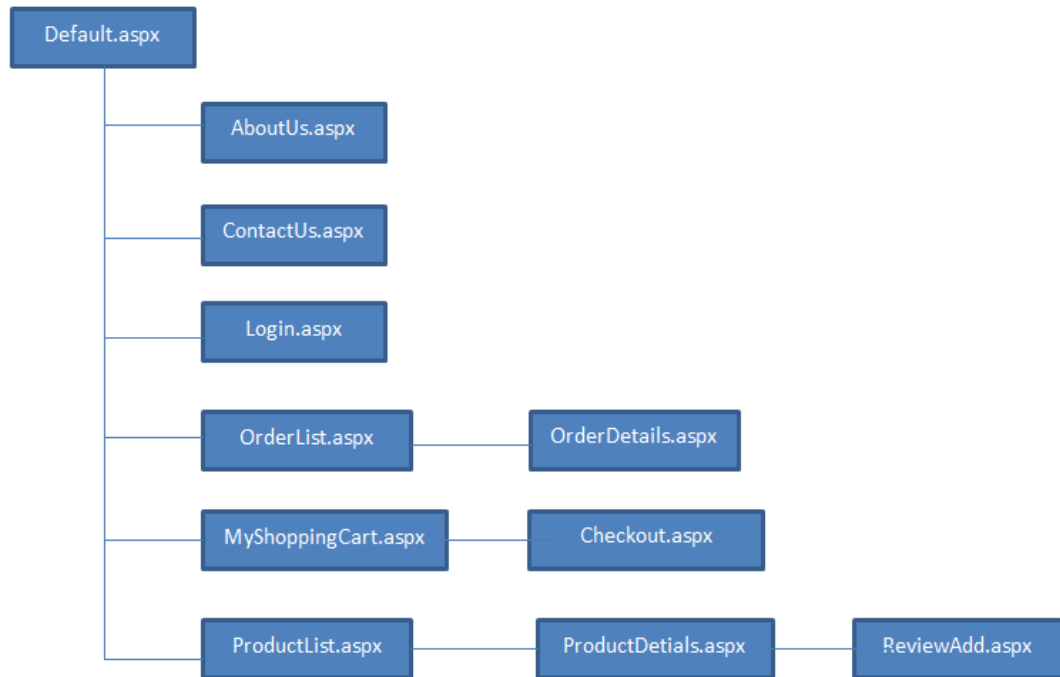 Default.aspx
AboutUs.aspx
ContactUs.aspx
Login.aspx
OrderList.aspx
OrderDetails.aspx
MyShoppingCart.aspx
Checkout.aspx
ProductList.aspx
ProductDetials.aspx
ReviewAdd.aspx